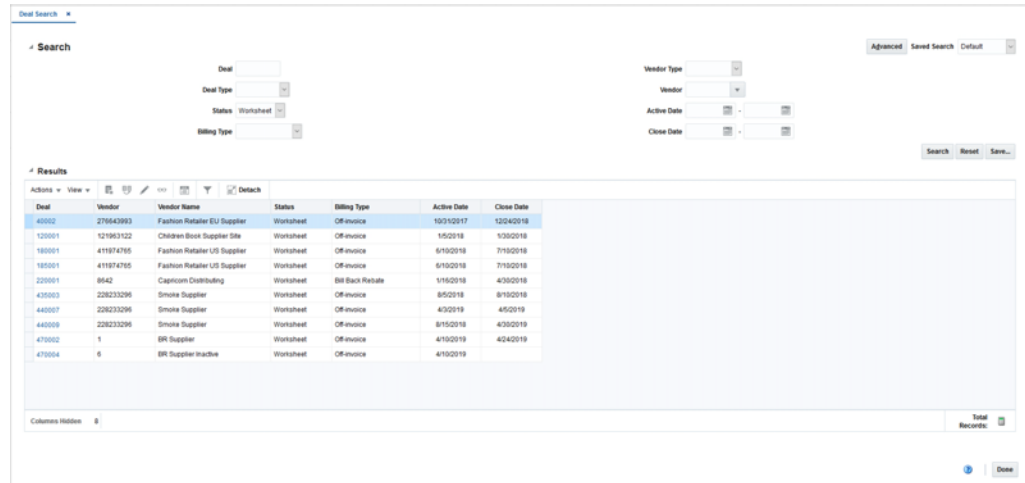 Deal Search ×
Search
Advanced Saved Search Default
Deal
Vendor Type
Deal Type
Vendor
Status Worksheet
Active Date -
Billing Type
Close Date -
Search Reset Save...
Results
Actions View Detach
Deal Vendor Vendor Name Status Billing Type Active Date Close Date
40002 276643993 Fashion Retailer EU Supplier Worksheet Off-invoice 10/31/2017 12/24/2018
120001 121963122 Children Book Supplier Site Worksheet Off-invoice 1/5/2018 1/30/2018
180001 411974765 Fashion Retailer US Supplier Worksheet Off-invoice 6/10/2018 7/10/2018
185001 411974765 Fashion Retailer US Supplier Worksheet Off-invoice 6/10/2018 7/10/2018
220001 8642 Capricorn Distributing Worksheet Bill Back Rebate 1/16/2018 4/30/2018
435003 228233296 Smoke Supplier Worksheet Off-invoice 8/5/2018 8/10/2018
440007 228233296 Smoke Supplier Worksheet Off-invoice 4/3/2019 4/5/2019
440009 228233296 Smoke Supplier Worksheet Off-invoice 8/15/2018 4/30/2019
470002 1 BR Supplier Worksheet Off-invoice 4/10/2019 4/24/2019
470004 6 BR Supplier Inactive Worksheet Off-invoice 4/10/2019
Columns Hidden 8
Total
Records:
Done